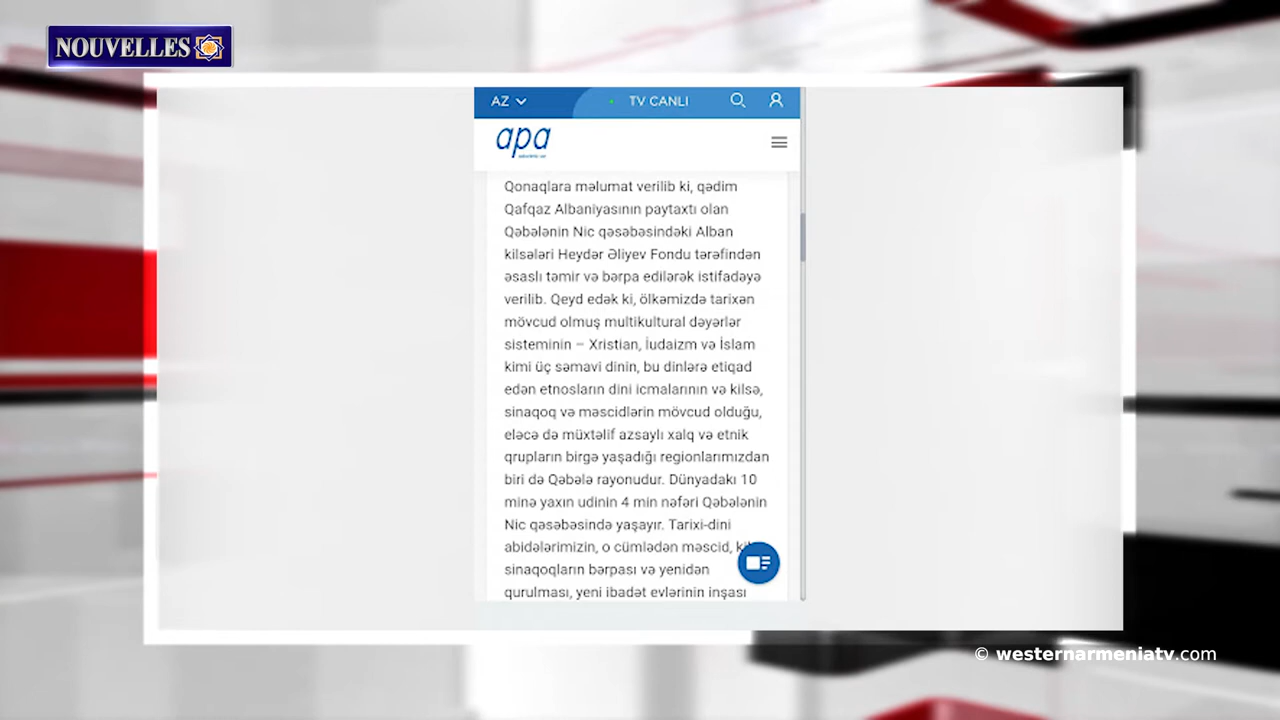 NOUVELLES
AZ
TV CANLI
apa
Qonaqlara məlumat verilib ki, qədim
Qafqaz Albaniyasının paytaxtı olan
Qəbələnin Nic qəsəbəsindəki Alban
kilsələri Heydər Əliyev Fondu tərəfindən
əsaslı təmir və bərpa edilərək istifadəyə
verilib. Qeyd edək ki, ölkəmizdə tarixən
mövcud olmuş multikultural dəyərlər
sisteminin – Xristian, İudaizm və İslam
kimi üç səmavi dinin, bu dinlərə etiqad
edən etnosların dini icmalarının və kilsə,
sinaqoq və məscidlərin mövcud olduğu,
eləcə də müxtəlif azsaylı xalq və etnik
qrupların birgə yaşadığı regionlarımızdan
biri də Qəbələ rayonudur. Dünyadakı 10
minə yaxın udinin 4 min nəfəri Qəbələnin
Nic qəsəbəsində yaşayır. Tarixi-dini
abidələrimizin, o cümlədən məscid,
sinaqoqların bərpası və yenidən
qurulması, yeni ibadət evlərinin inşası
© westernarmeniatv.com